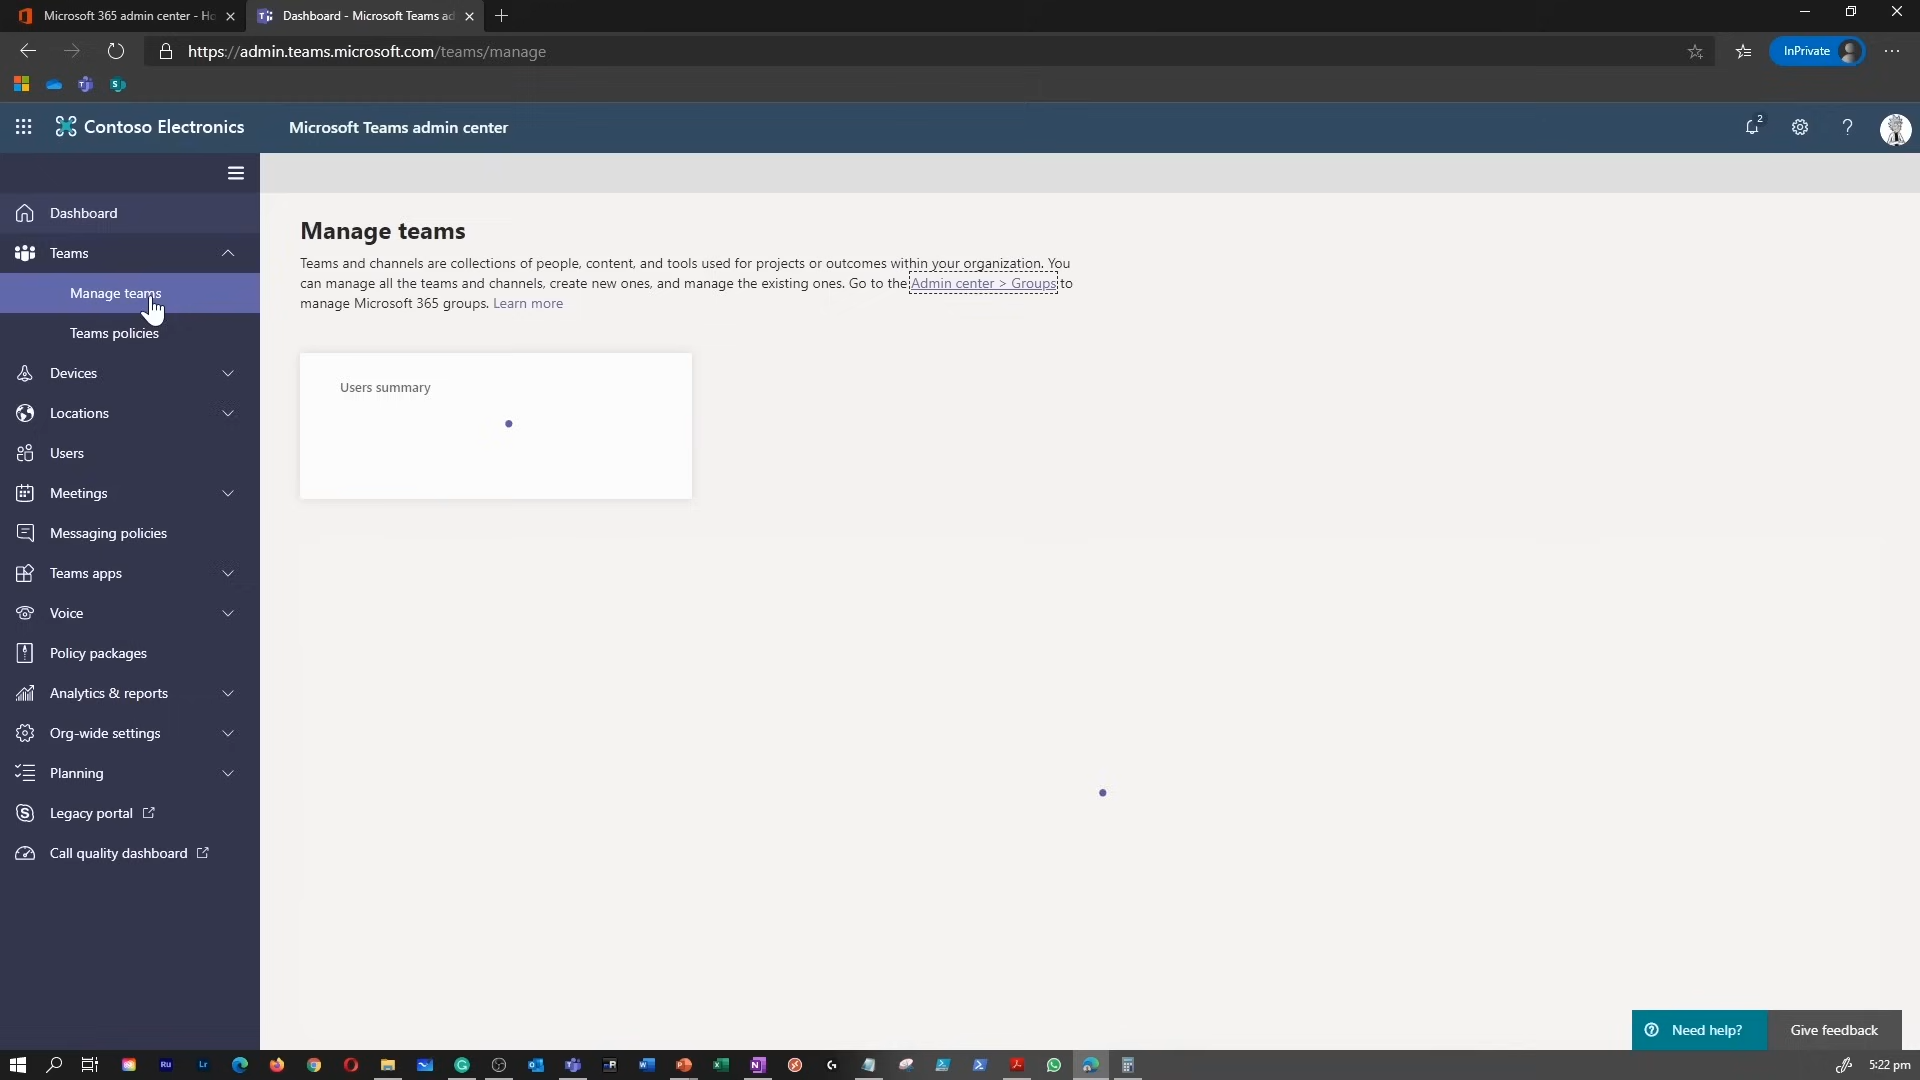 Microsoft 365 admin center - Ho
Dashboard - Microsoft Teams ad
https://admin.teams.microsoft.com/teams/manage
InPrivate
Contoso Electronics
Microsoft Teams admin center
2
Dashboard
Teams
Manage teams
Teams policies
Devices
Locations
Users
Meetings
Messaging policies
Teams apps
Voice
Policy packages
Analytics & reports
Org-wide settings
Planning
Legacy portal
Call quality dashboard
Manage teams
Teams and channels are collections of people, content, and tools used for projects or outcomes within your organization. You
can manage all the teams and channels, create new ones, and manage the existing ones. Go to the Admin center > Groups to
manage Microsoft 365 groups. Learn more
Users summary
Need help?
Give feedback
5:22 pm